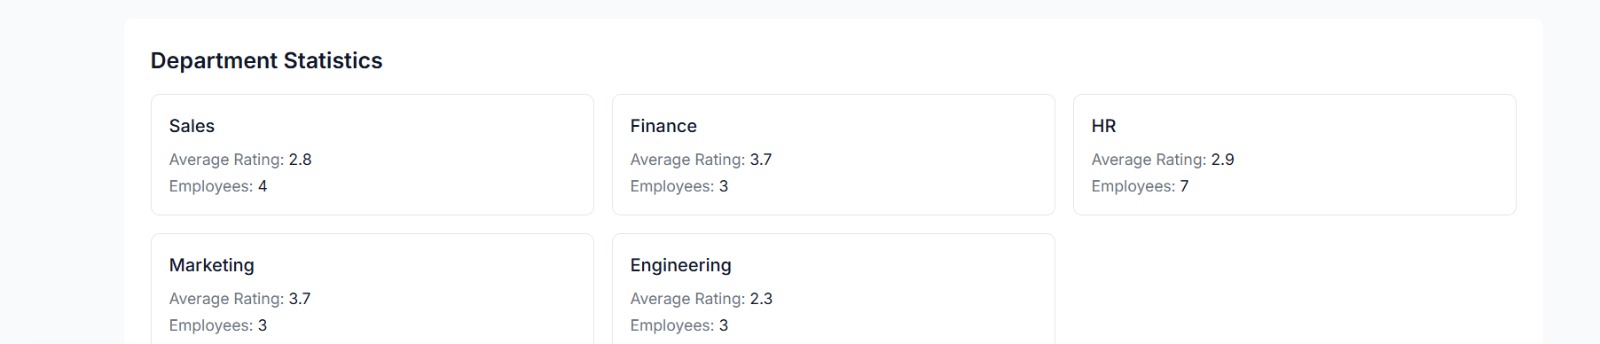 Department Statistics
Sales
Average Rating: 2.8
Employees: 4
Finance
Average Rating: 3.7
Employees: 3
HR
Average Rating: 2.9
Employees: 7
Marketing
Average Rating: 3.7
Employees: 3
Engineering
Average Rating: 2.3
Employees: 3